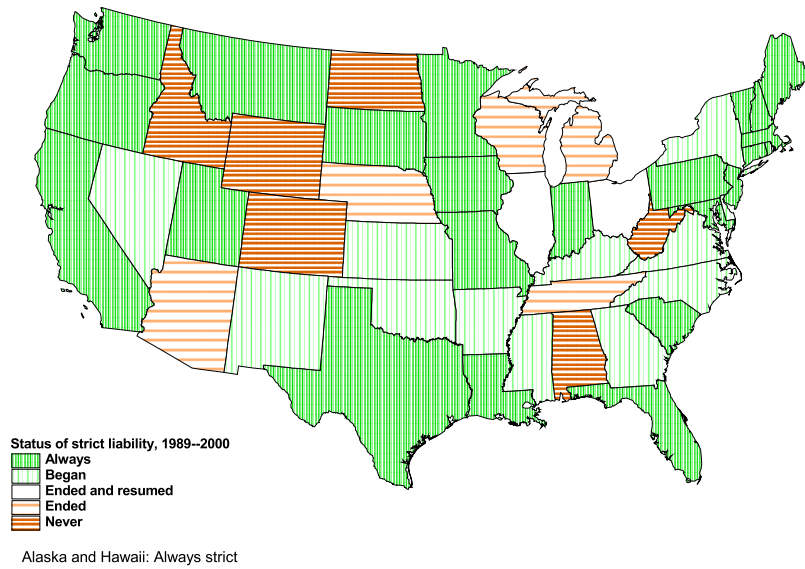 Status of strict liability, 1989--2000
Always
Began
Ended and resumed
Ended
Never
Alaska and Hawaii: Always strict